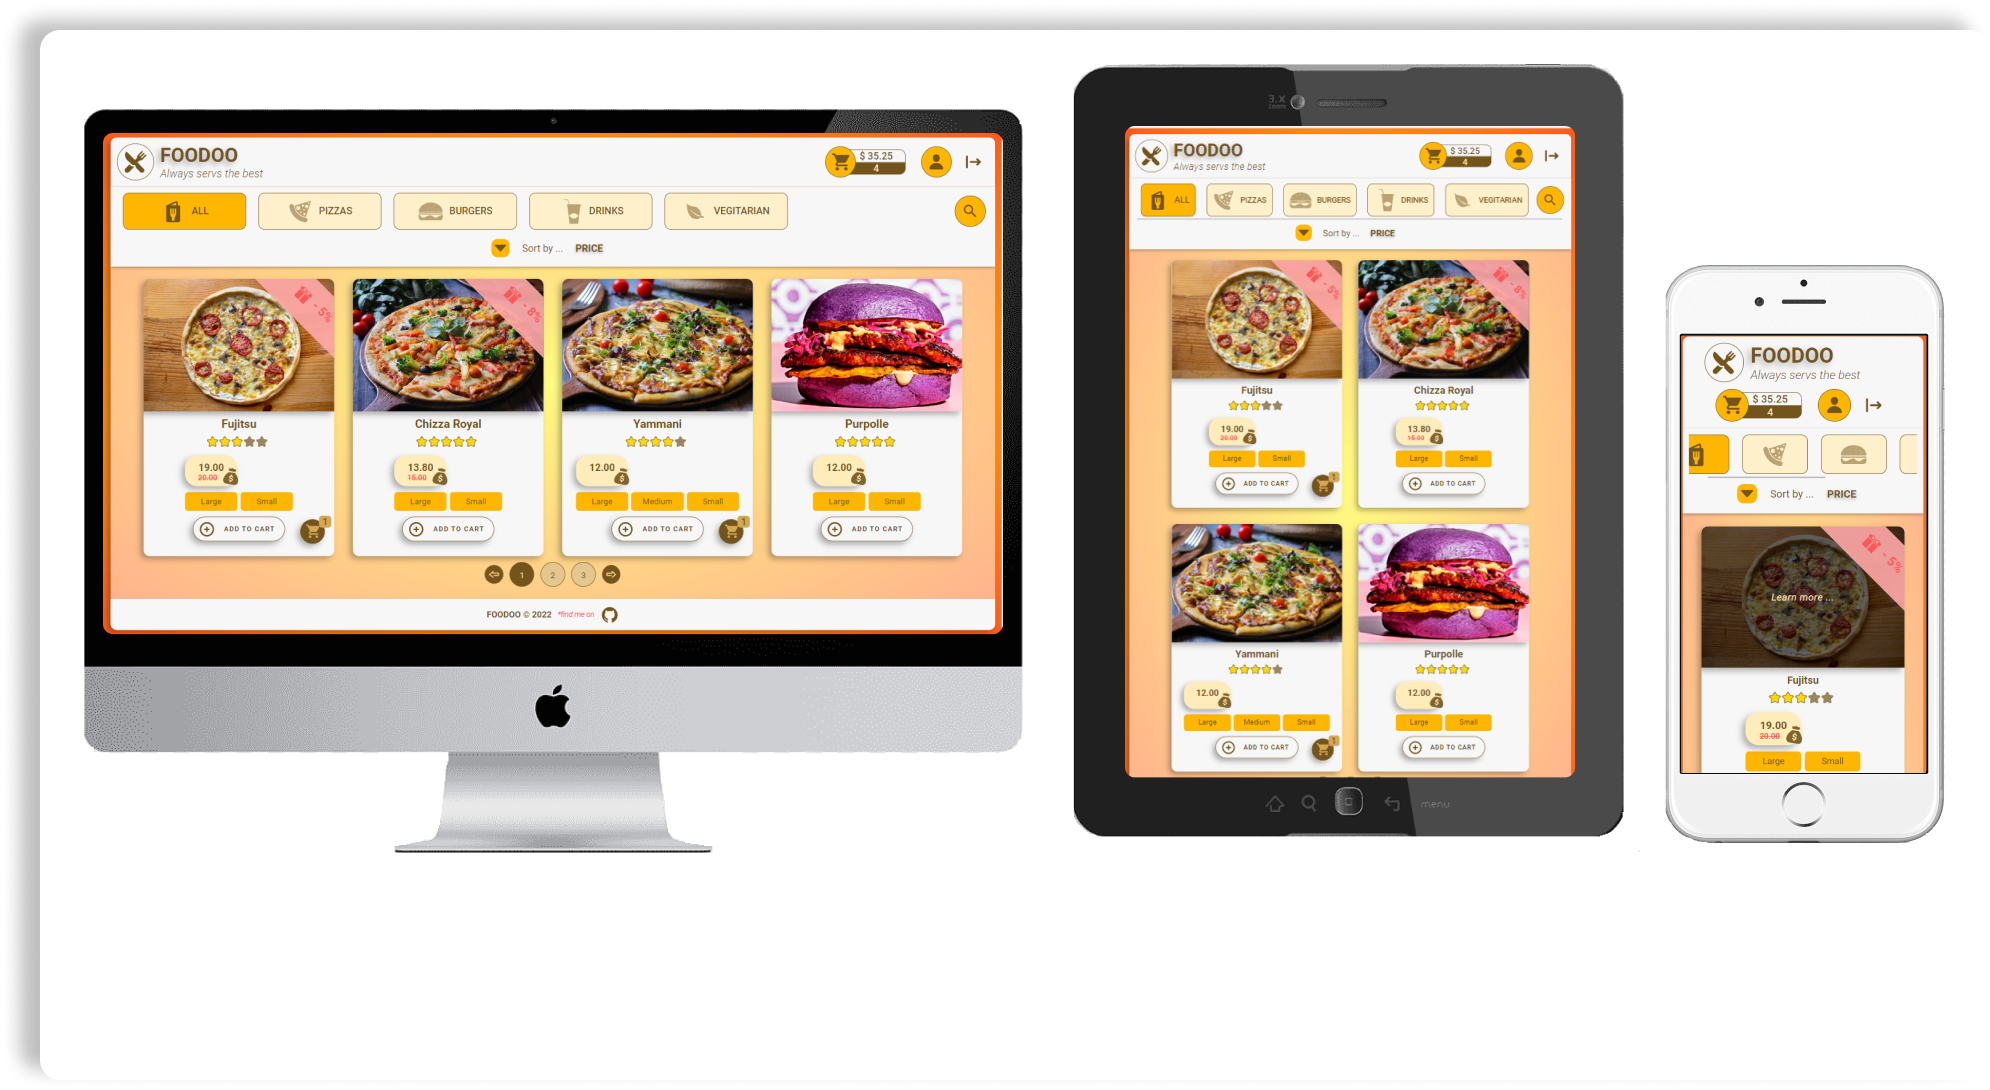 FOODOO
Always servs the best
$ 35.25
4
ALL
PIZZAS
BURGERS
DRINKS
VEGITARIAN
Sort by ... PRICE
- 5%
- 8%
Fujitsu
Chizza Royal
Yammani
Purpolle
19.00
20.00
13.80
15.00
12.00
12.00
$
$
$
$
Large Small
Large Small
Large Medium Small
Large Small
ADD TO CART
1
ADD TO CART
ADD TO CART
1
ADD TO CART
1 2 3
FOODOO © 2022 *find me on
3.X
zoom
FOODOO
Always servs the best
$ 35.25
4
ALL
PIZZAS
BURGERS
DRINKS
VEGITARIAN
Sort by ... PRICE
- 5%
- 8%
Fujitsu
Chizza Royal
19.00
20.00
13.80
15.00
$
$
Large Small
Large Small
ADD TO CART
1
ADD TO CART
Yammani
Purpolle
12.00
12.00
$
$
Large Medium Small
Large Small
ADD TO CART
1
ADD TO CART
menu
FOODOO
Always servs the best
$ 35.25
4
Sort by ... PRICE
- 5%
Learn more ...
Fujitsu
19.00
20.00
$
Large Small